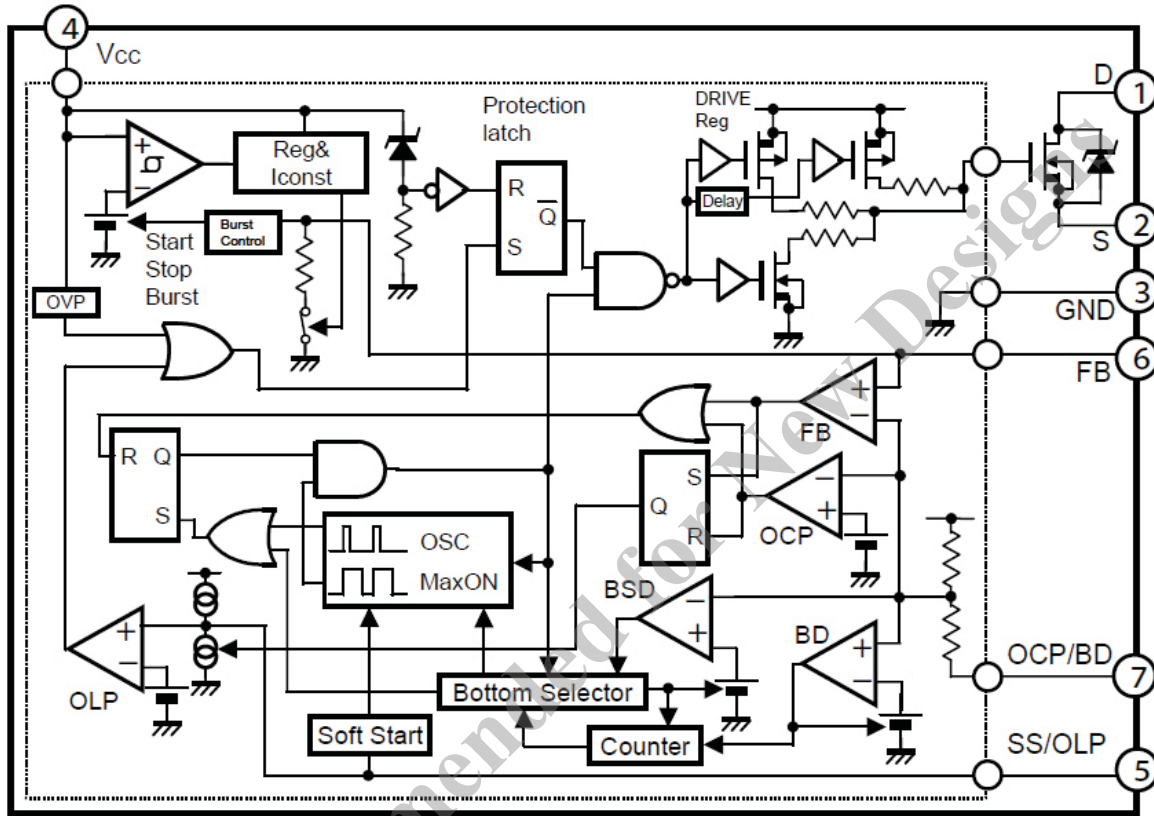 4
Vcc
D
1
Protection
latch
DRIVE
Reg
+
−
Reg&
Iconst
R
Q
S
Delay
Burst
Control
Start
Stop
Burst
S
2
GND
3
OVP
FB
6
+
−
FB
R
Q
S
S
Q
R
−
+
OCP
OSC
MaxON
BSD
−
+
BD
+
−
+
−
OLP
OCP/BD
7
Bottom Selector
Soft Start
Counter
SS/OLP
5
mended for New Designs